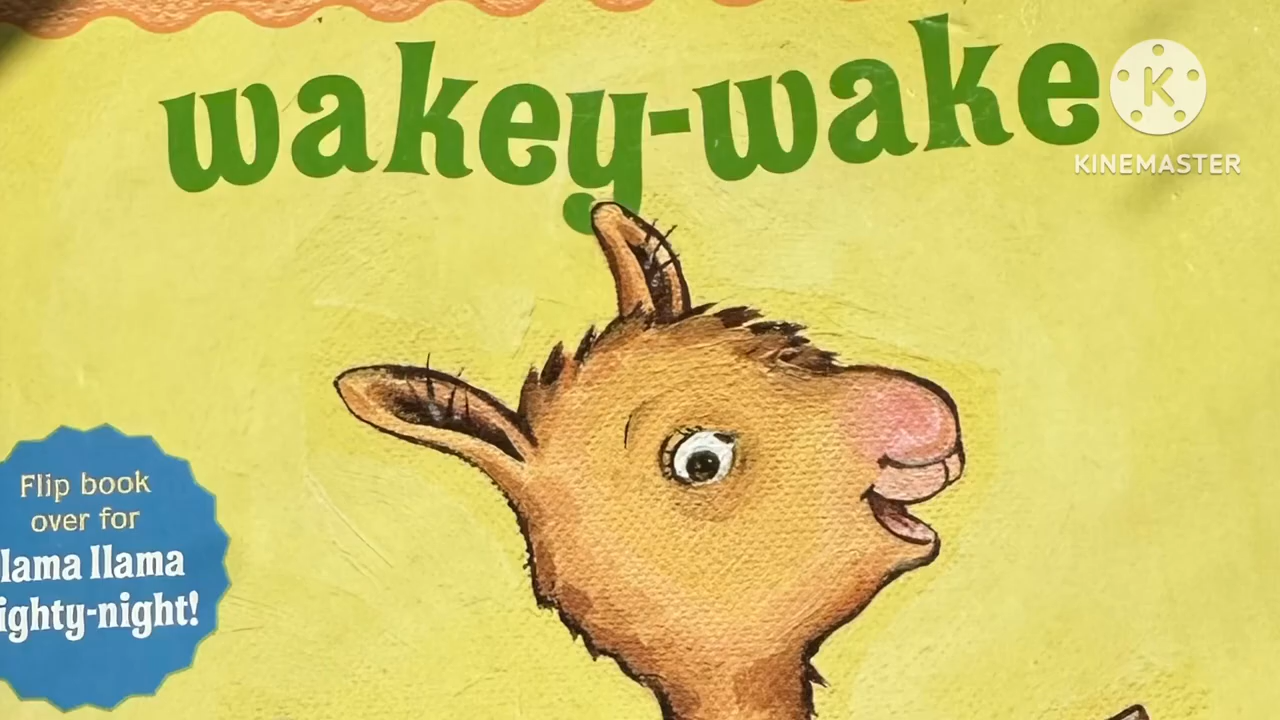 wakey-wake
K
KINEMASTER
Flip book
over for
lama llama
ighty-night!